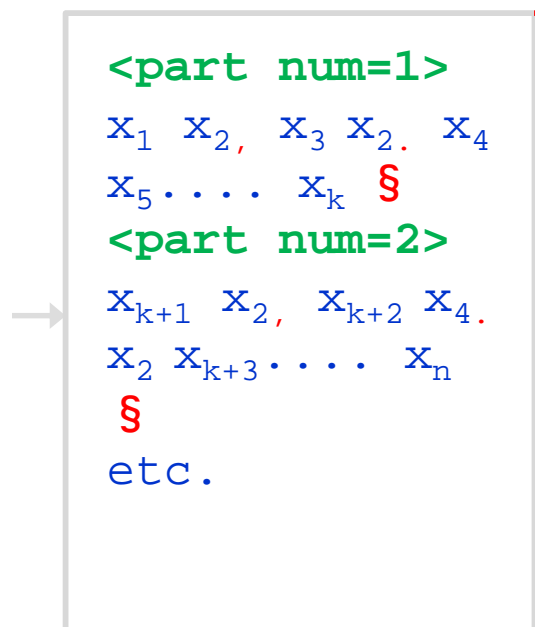 <part num=1>
x₁ x₂, x₃ x₂. x₄
x₅.... xₖ §
<part num=2>
xₖ₊₁ x₂, xₖ₊₂ x₄.
x₂ xₖ₊₃.... xₙ
§
etc.